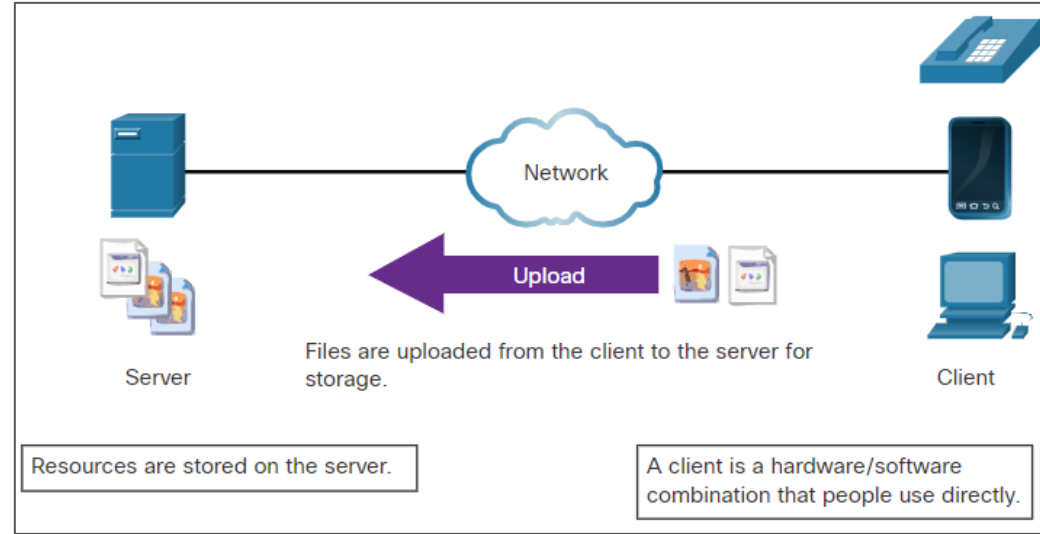 Network
Upload
Files are uploaded from the client to the server for
storage.
Server
Client
Resources are stored on the server.
A client is a hardware/software
combination that people use directly.